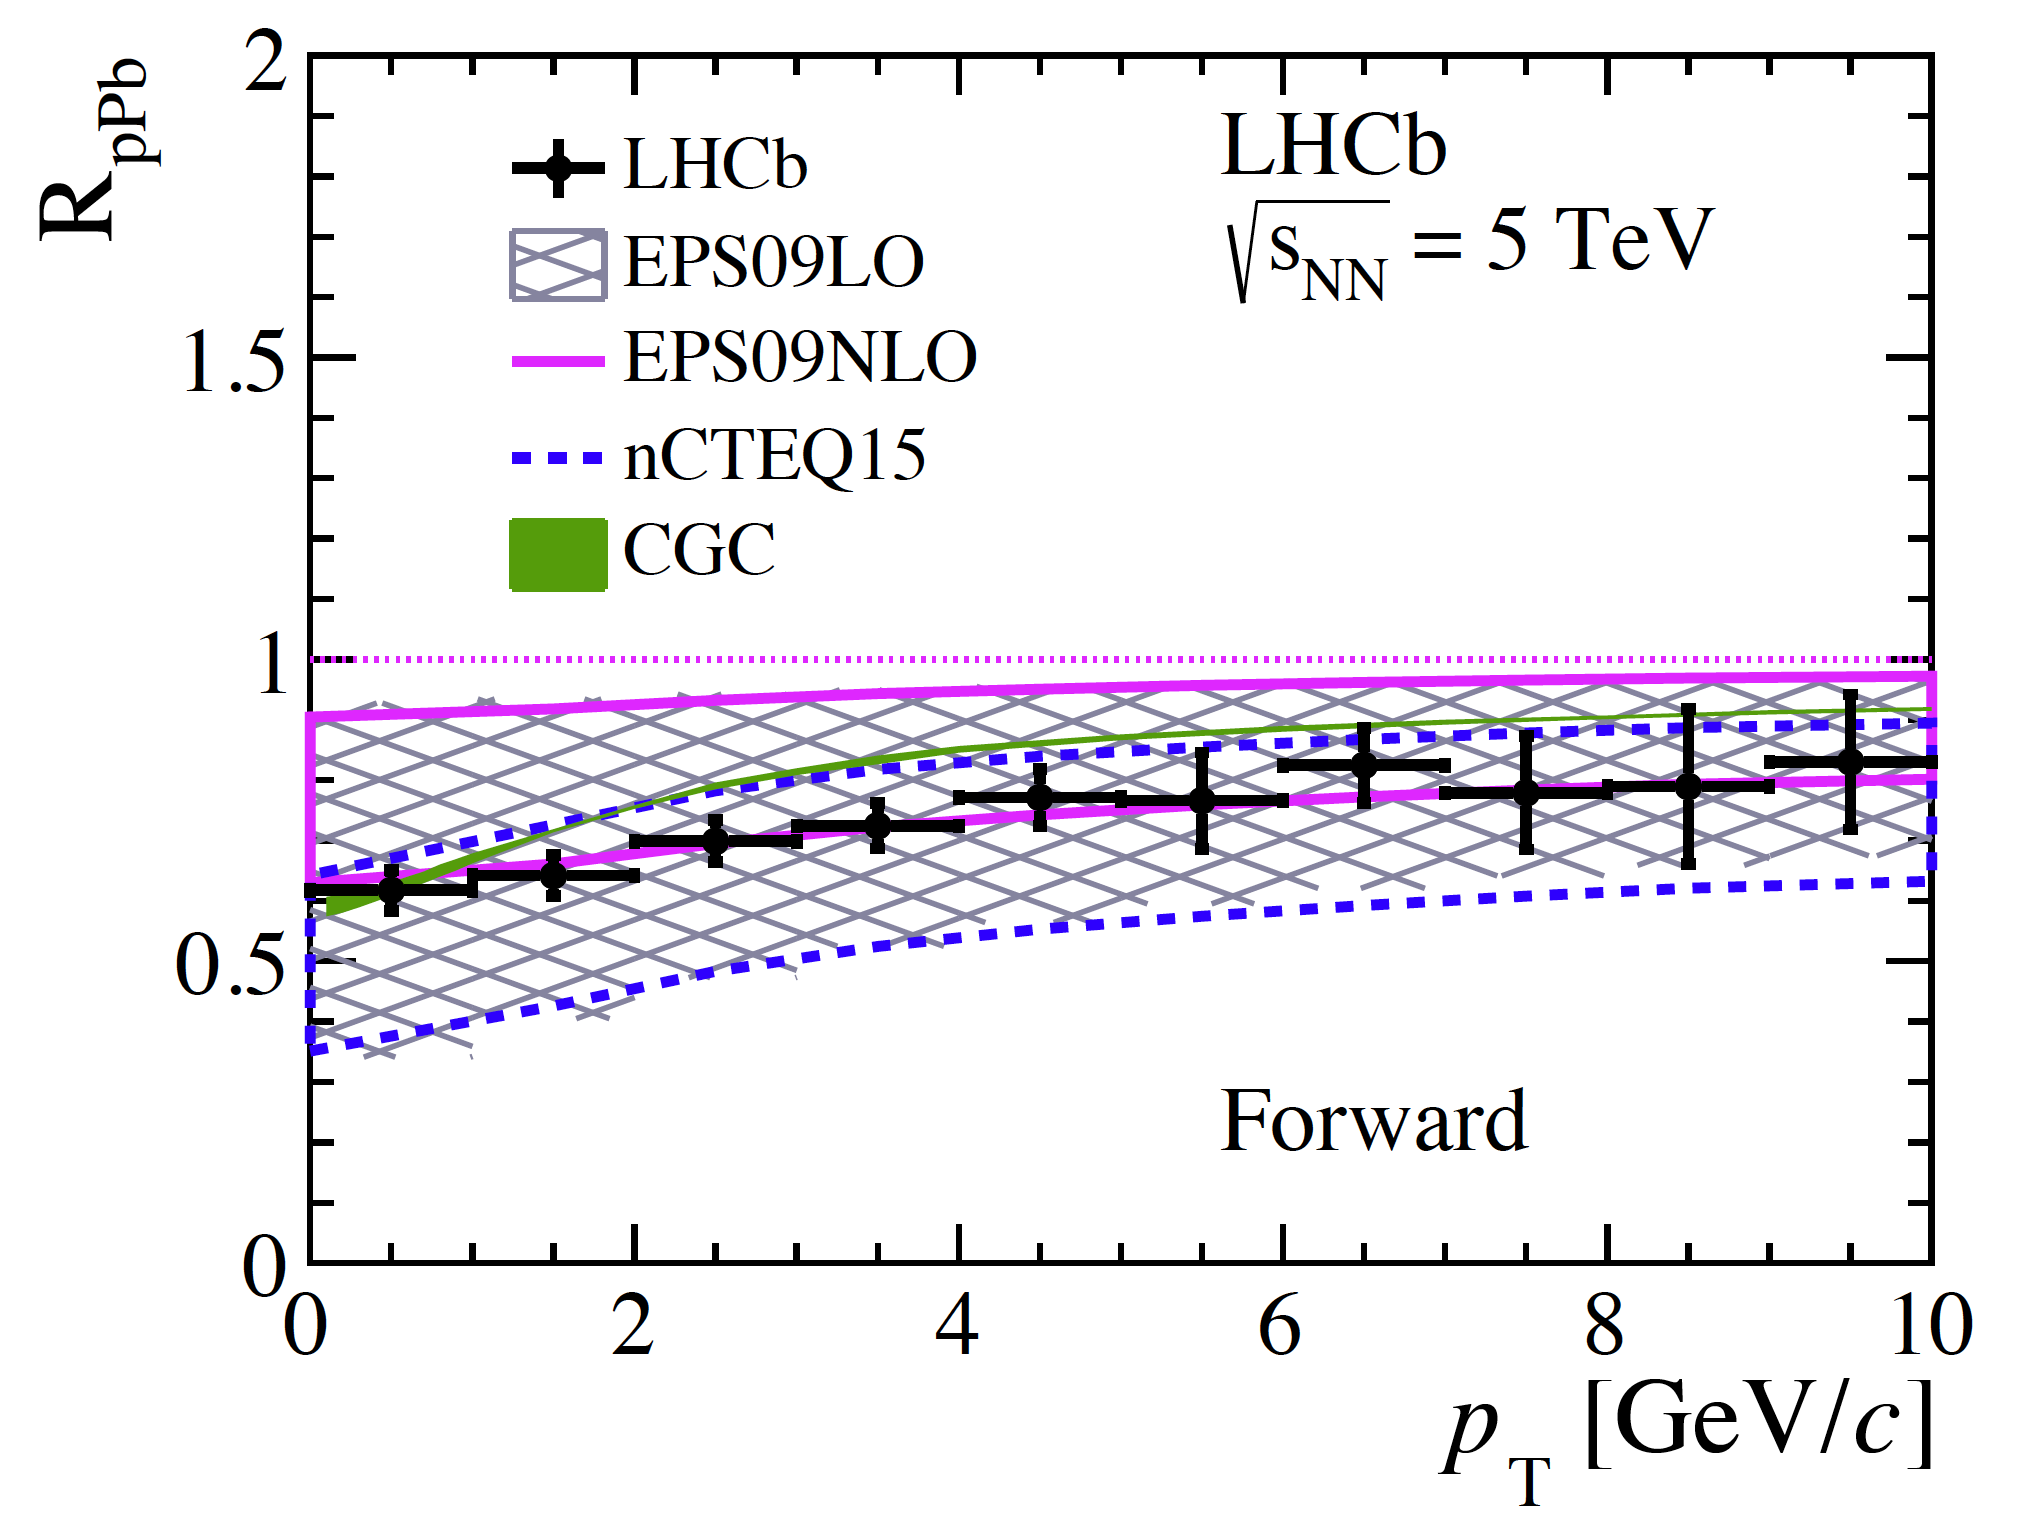 R_pPb
2
1.5
1
0.5
0
LHCb
EPS09LO
EPS09NLO
nCTEQ15
CGC
LHCb
√s_NN = 5 TeV
Forward
0 2 4 6 8 10
p_T [GeV/c]